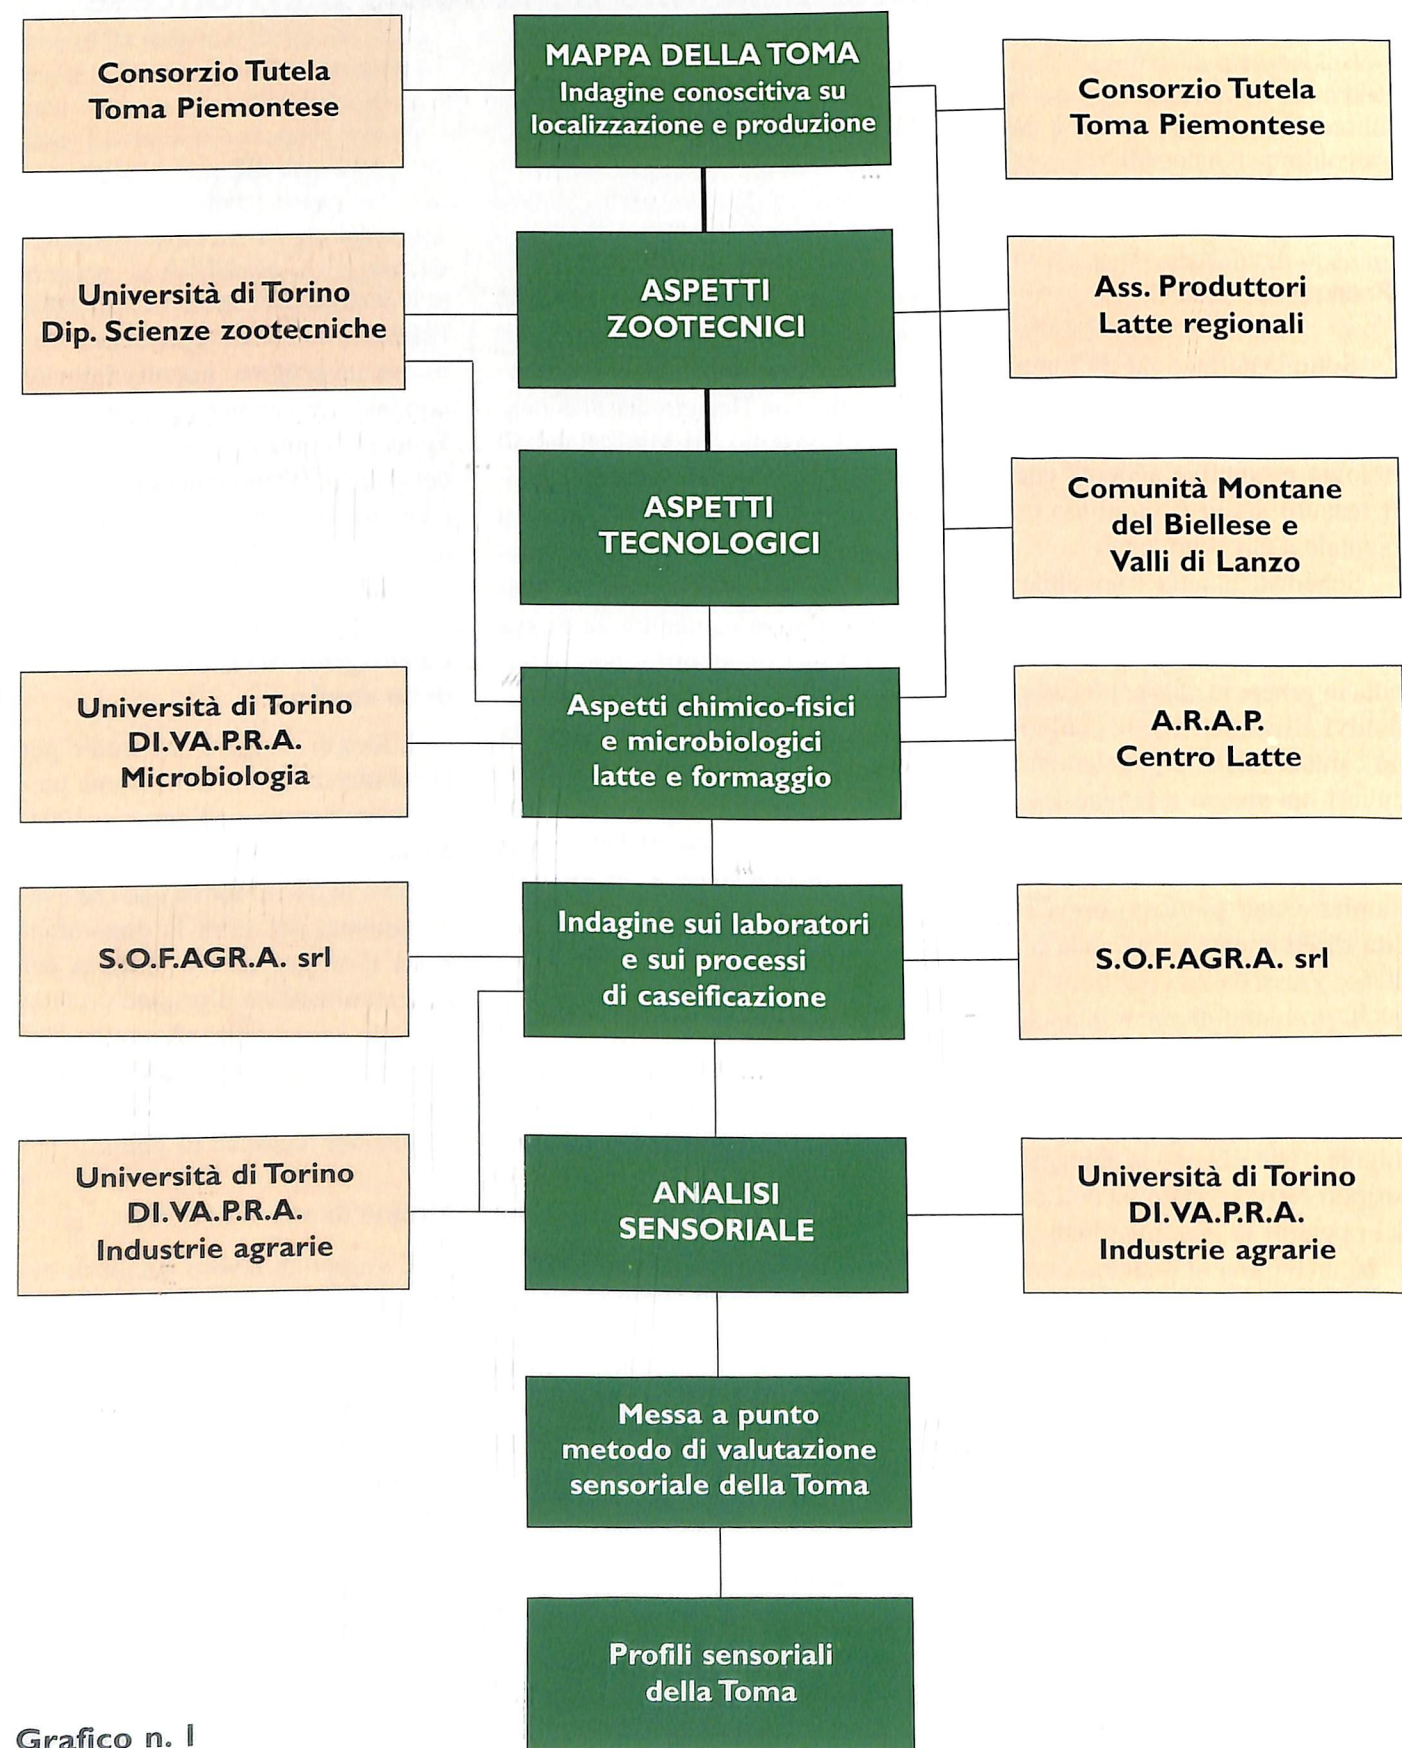 Consorzio Tutela
Toma Piemontese
MAPPA DELLA TOMA
Indagine conoscitiva su
localizzazione e produzione
Consorzio Tutela
Toma Piemontese
Università di Torino
Dip. Scienze zootecniche
ASPETTI
ZOOTECNICI
Ass. Produttori
Latte regionali
ASPETTI
TECNOLOGICI
Comunità Montane
del Biellese e
Valli di Lanzo
Università di Torino
DI.VA.P.R.A.
Microbiologia
Aspetti chimico-fisici
e microbiologici
latte e formaggio
A.R.A.P.
Centro Latte
S.O.F.AGR.A. srl
Indagine sui laboratori
e sui processi
di caseificazione
S.O.F.AGR.A. srl
Università di Torino
DI.VA.P.R.A.
Industrie agrarie
ANALISI
SENSORIALE
Università di Torino
DI.VA.P.R.A.
Industrie agrarie
Messa a punto
metodo di valutazione
sensoriale della Toma
Profili sensoriali
della Toma
Grafico n. 1